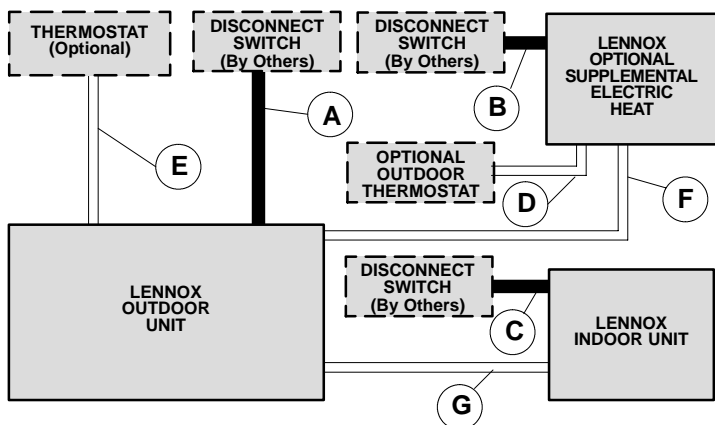 THERMOSTAT
(Optional)
DISCONNECT
SWITCH
(By Others)
DISCONNECT
SWITCH
(By Others)
LENNOX
OPTIONAL
SUPPLEMENTAL
ELECTRIC
HEAT
A
B
E
OPTIONAL
OUTDOOR
THERMOSTAT
D
F
LENNOX
OUTDOOR
UNIT
DISCONNECT
SWITCH
(By Others)
C
LENNOX
INDOOR UNIT
G